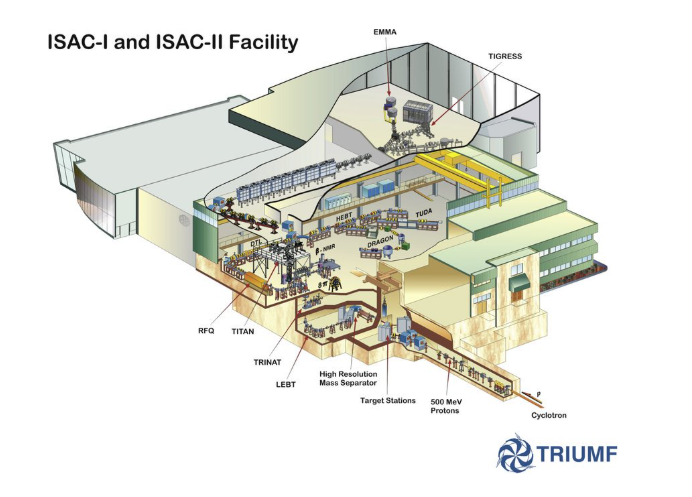 ISAC-I and ISAC-II Facility
EMMA
TIGRESS
HEBT
TUDA
DTL
β-NMR
DRAGON
8π
RFQ
TITAN
TRINAT
LEBT
High Resolution
Mass Separator
Target Stations
500 MeV
Protons
P
Cyclotron
TRIUMF